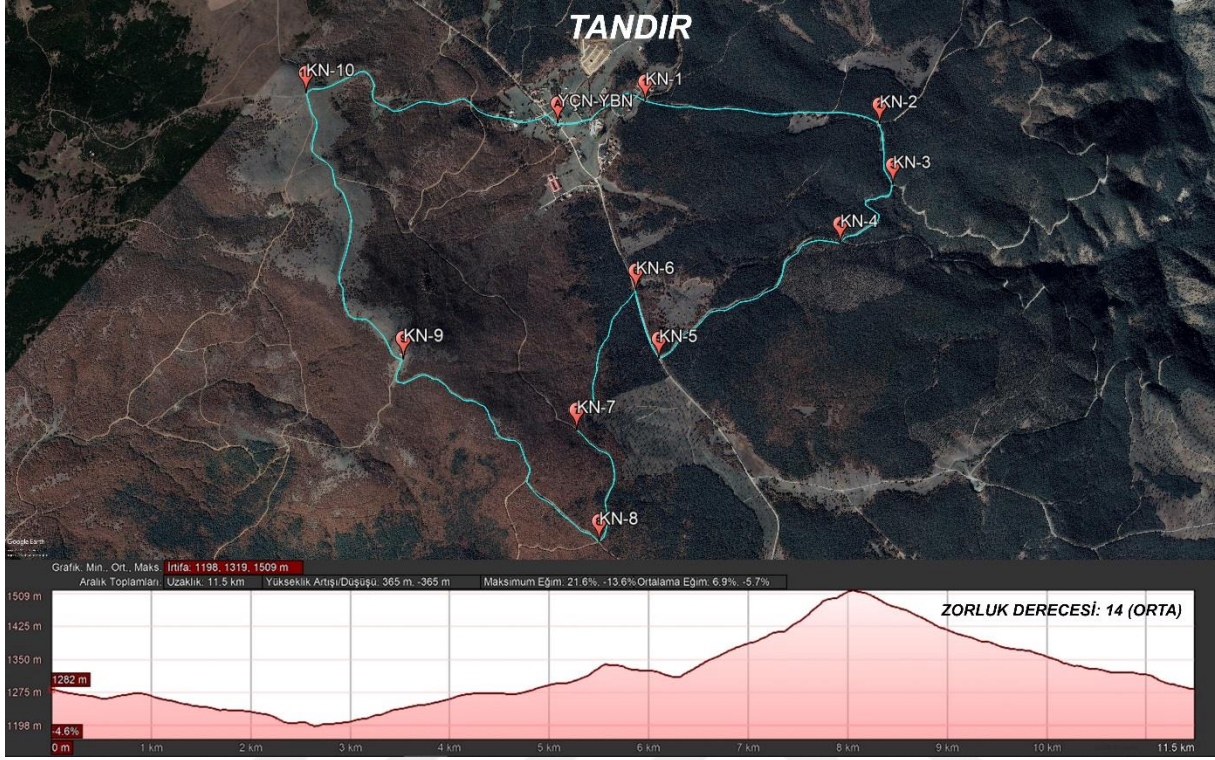 TANDIR
KN-10
KN-1
YÇN-YBN
KN-2
KN-3
KN-4
KN-6
KN-5
KN-9
KN-7
KN-8
Google Earth
Grafik: Min., Ort., Maks. İrtifa: 1198, 1319, 1509 m
Aralık Toplamları: Uzaklık: 11.5 km Yükseklik Artışı/Düşüşü: 365 m, -365 m Maksimum Eğim: 21.6%, -13.6% Ortalama Eğim: 6.9%, -5.7%
1509 m
ZORLUK DERECESİ: 14 (ORTA)
1425 m
1350 m
1282 m
1275 m
1198 m
-4.6%
0 m 1 km 2 km 3 km 4 km 5 km 6 km 7 km 8 km 9 km 10 km 11.5 km